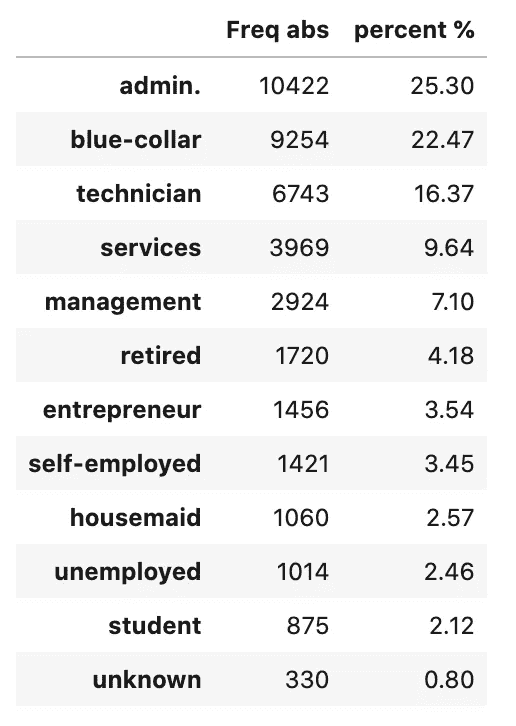 Freq abs percent %
admin. 10422 25.30
blue-collar 9254 22.47
technician 6743 16.37
services 3969 9.64
management 2924 7.10
retired 1720 4.18
entrepreneur 1456 3.54
self-employed 1421 3.45
housemaid 1060 2.57
unemployed 1014 2.46
student 875 2.12
unknown 330 0.80